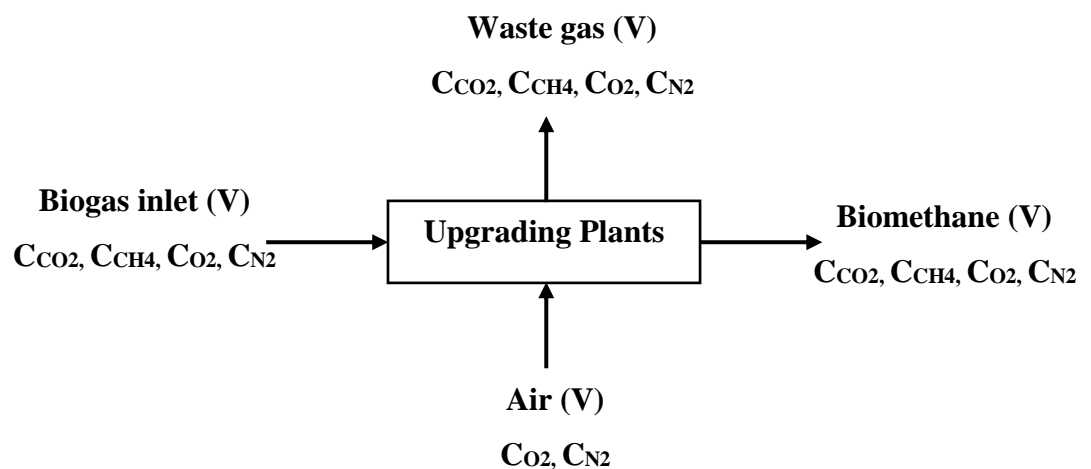 Waste gas (V)
CCO2, CCH4, CO2, CN2
Biogas inlet (V)
CCO2, CCH4, CO2, CN2
Upgrading Plants
Biomethane (V)
CCO2, CCH4, CO2, CN2
Air (V)
CO2, CN2